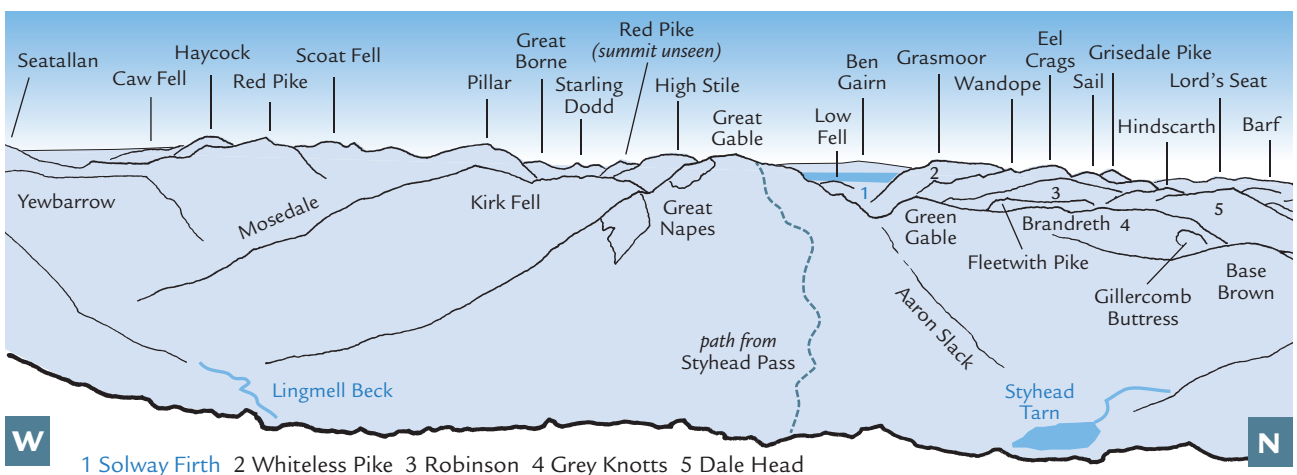 Seatallan
Caw Fell
Haycock
Red Pike
Scoat Fell
Pillar
Great
Borne
Starling
Dodd
Red Pike
(summit unseen)
High Stile
Great
Gable
Low
Fell
Ben
Gairn
Grasmoor
Wandope
Eel
Crags
Sail
Grisedale Pike
Hindscarth
Lord's Seat
Barf
Yewbarrow
Mosedale
Kirk Fell
Great
Napes
1
2
3
4
5
Green
Gable
Brandreth
Fleetwith Pike
Gillercomb
Buttress
Base
Brown
Aaron Slack
path from
Styhead Pass
Lingmell Beck
Styhead
Tarn
W
N
1 Solway Firth 2 Whiteless Pike 3 Robinson 4 Grey Knotts 5 Dale Head